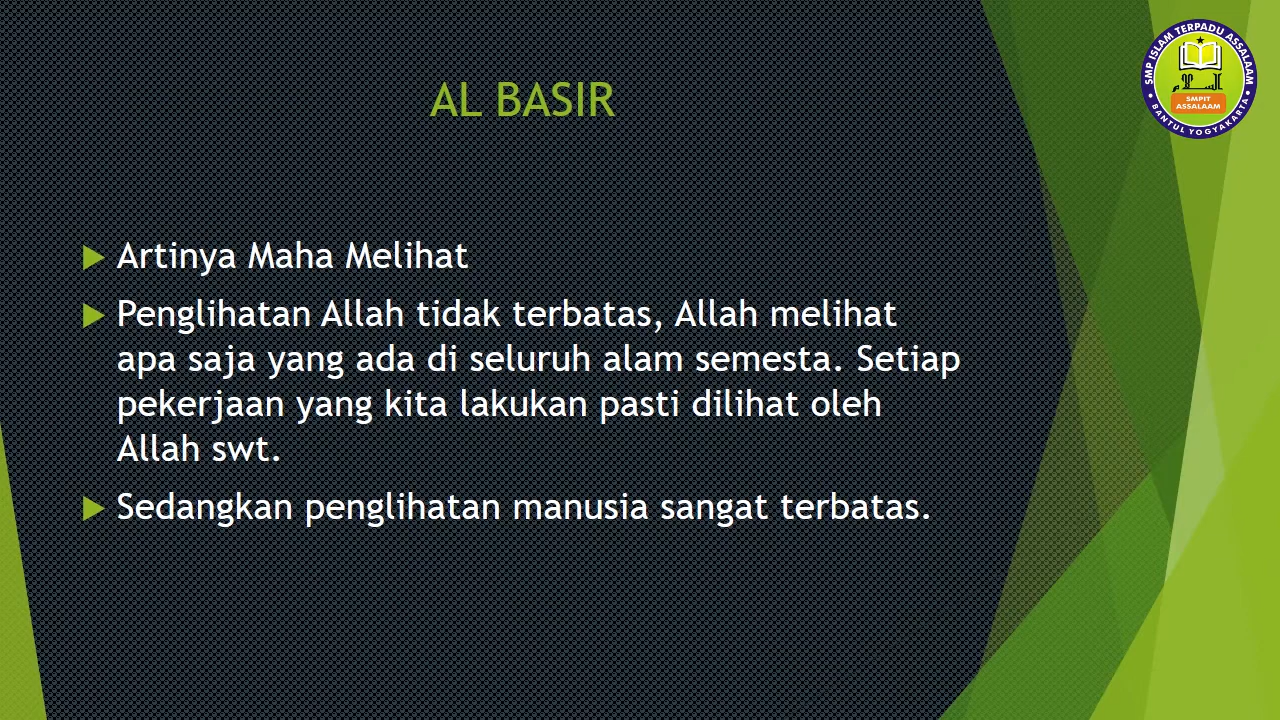 AL BASIR
SMP ISLAM TERPADU ASSALAAM
السلام
SMPIT
ASSALAAM
BANTUL YOGYAKARTA
Artinya Maha Melihat
Penglihatan Allah tidak terbatas, Allah melihat
apa saja yang ada di seluruh alam semesta. Setiap
pekerjaan yang kita lakukan pasti dilihat oleh
Allah swt.
Sedangkan penglihatan manusia sangat terbatas.